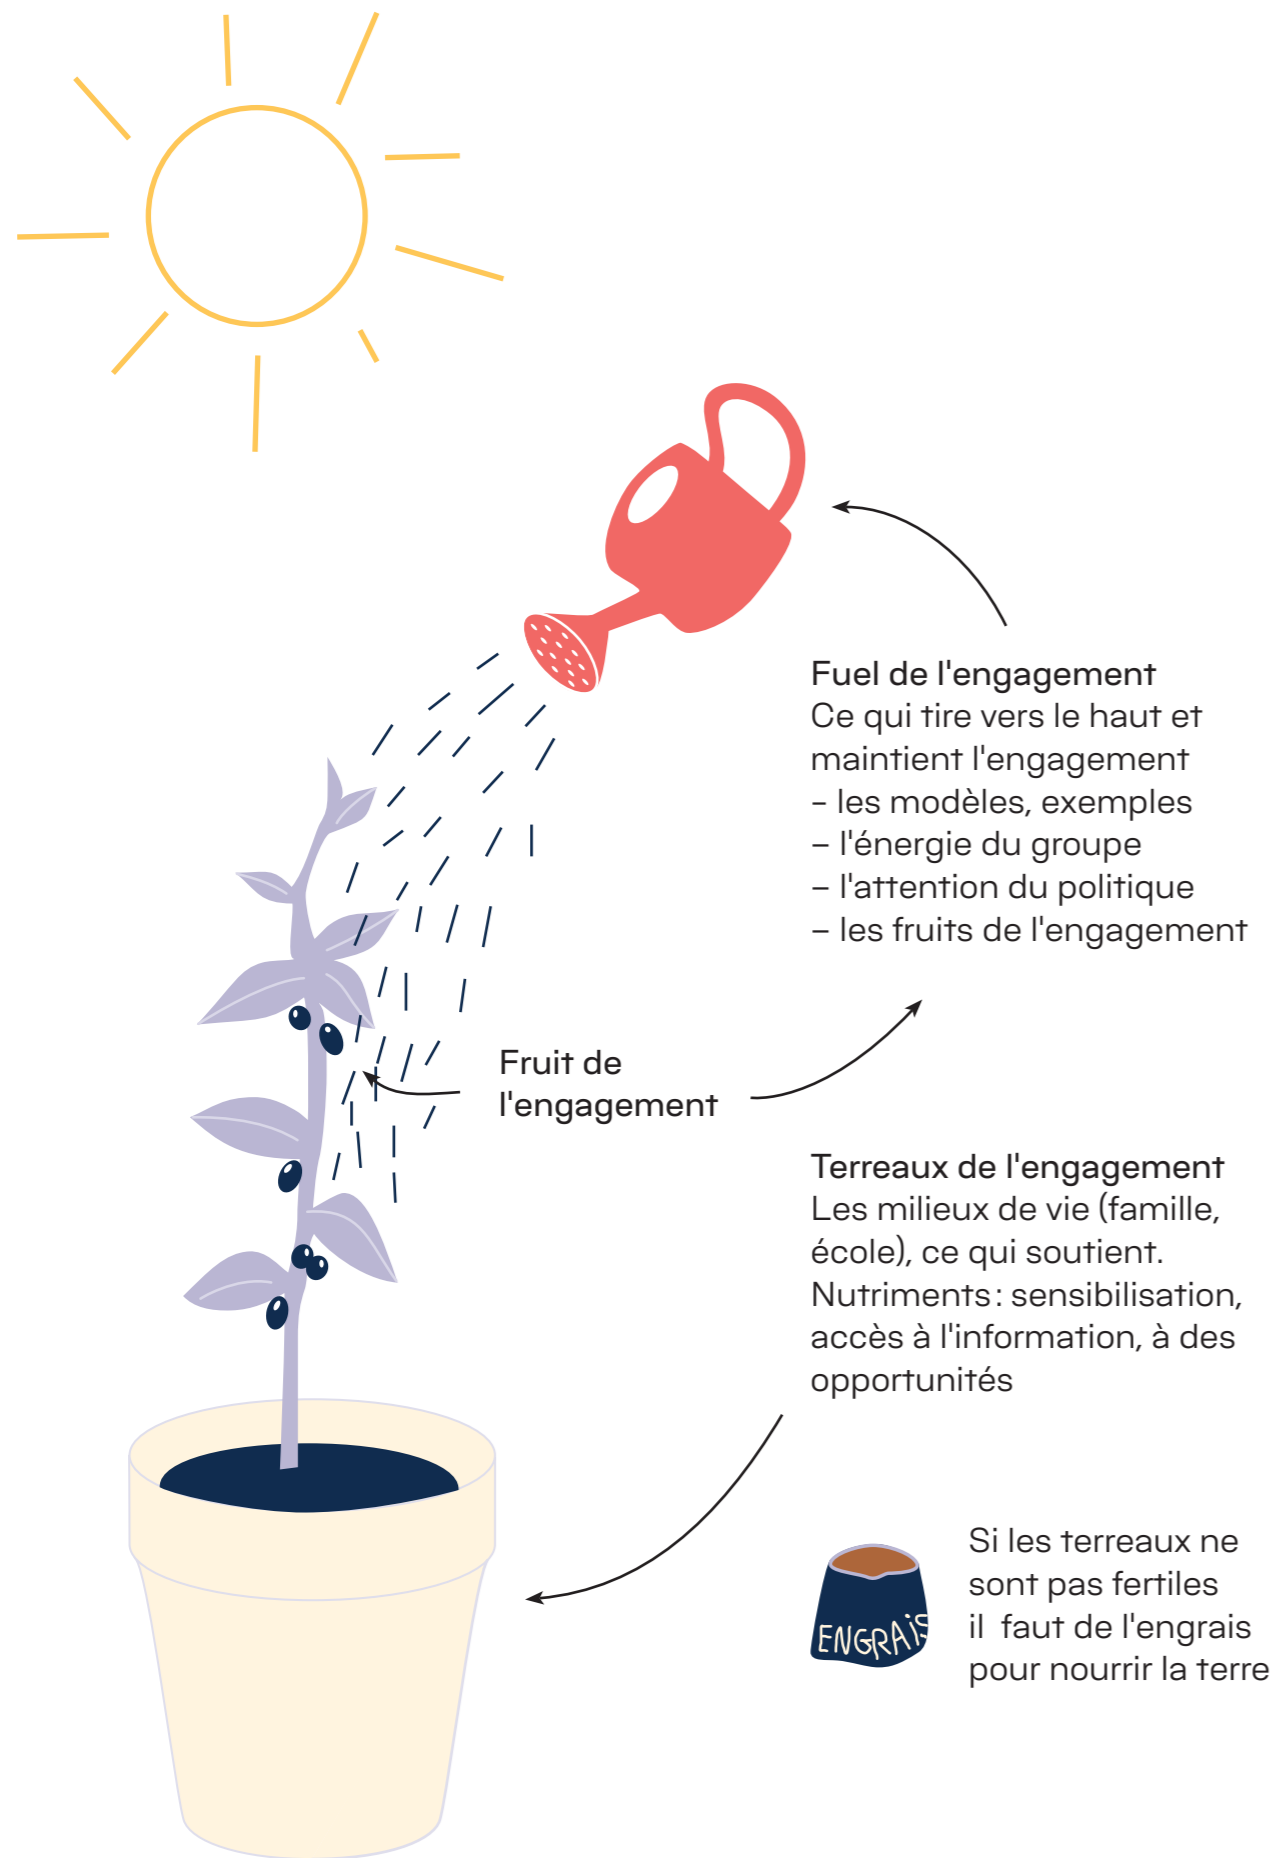 Fuel de l'engagement
Ce qui tire vers le haut et
maintient l'engagement
– les modèles, exemples
– l'énergie du groupe
– l'attention du politique
– les fruits de l'engagement
Fruit de
l'engagement
Terreaux de l'engagement
Les milieux de vie (famille,
école), ce qui soutient.
Nutriments : sensibilisation,
accès à l'information, à des
opportunités
ENGRAiS
Si les terreaux ne
sont pas fertiles
il faut de l'engrais
pour nourrir la terre